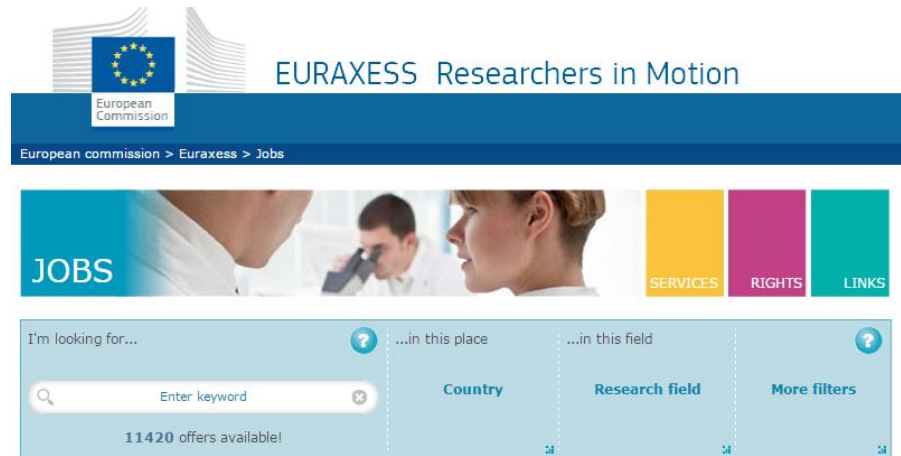 European
Commission
EURAXESS Researchers in Motion
European commission > Euraxess > Jobs
JOBS
SERVICES
RIGHTS
LINKS
I'm looking for...
?
...in this place
...in this field
?
Enter keyword
Country
Research field
More filters
11420 offers available!